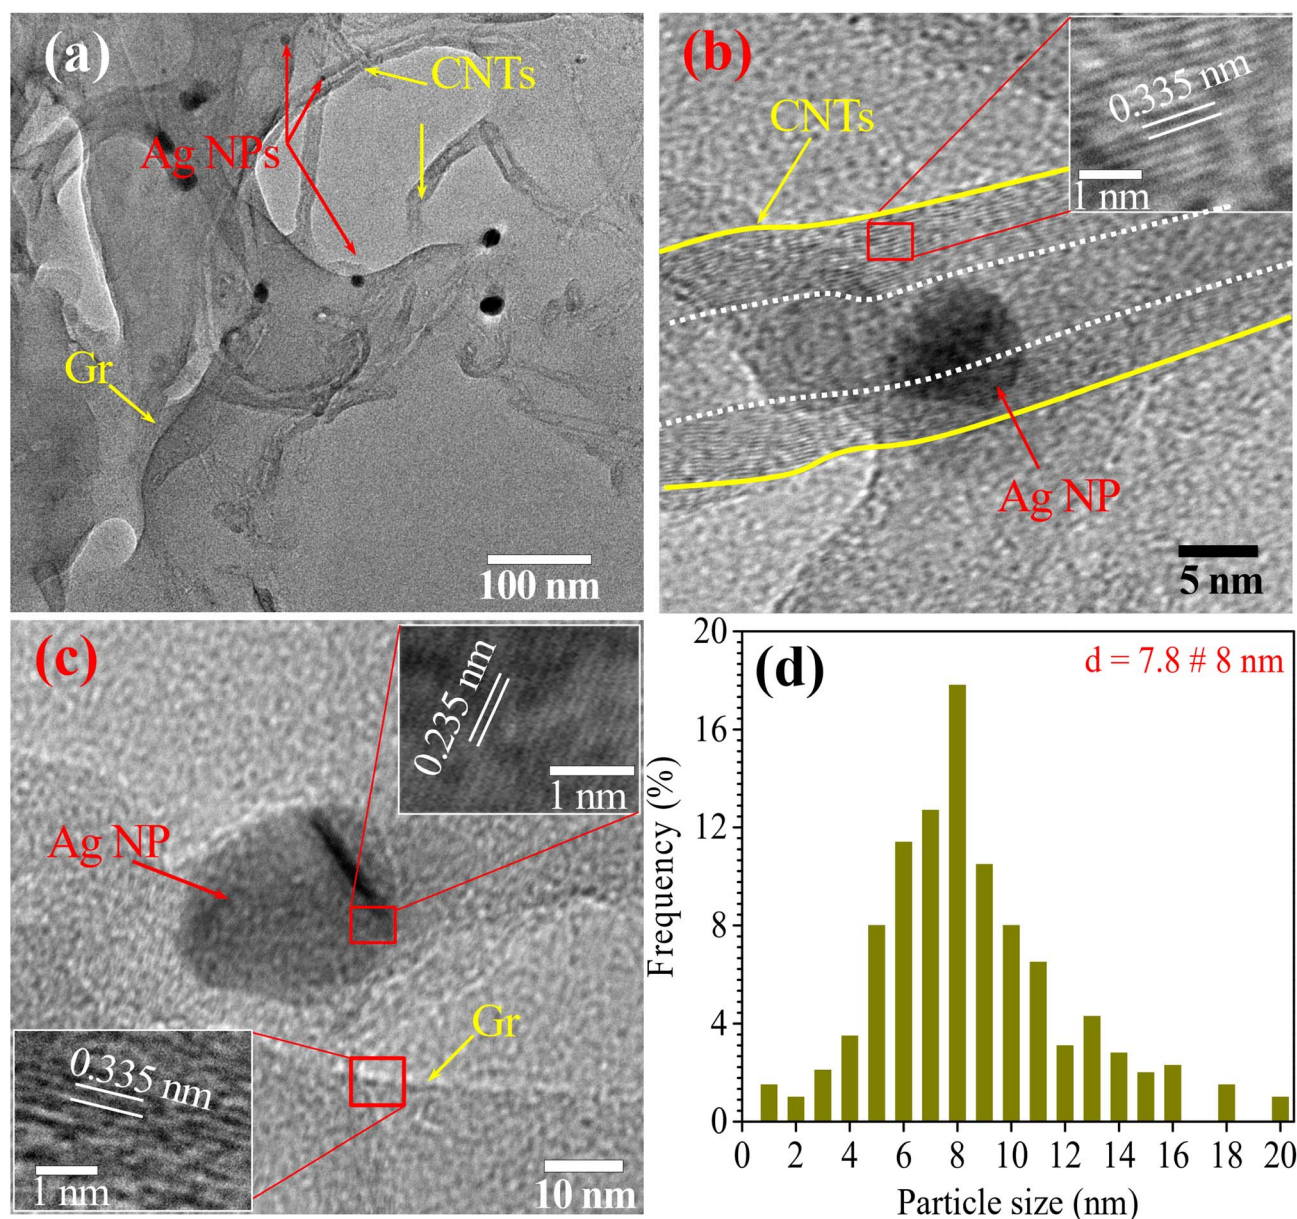 (a)
CNTs
Ag NPs
Gr
100 nm
(b)
CNTs
0.335 nm
1 nm
Ag NP
5 nm
(c)
0.235 nm
1 nm
Ag NP
Gr
0.335 nm
1 nm
10 nm
(d)
d = 7.8 # 8 nm
Frequency (%)
20
16
12
8
4
0
0 2 4 6 8 10 12 14 16 18 20
Particle size (nm)